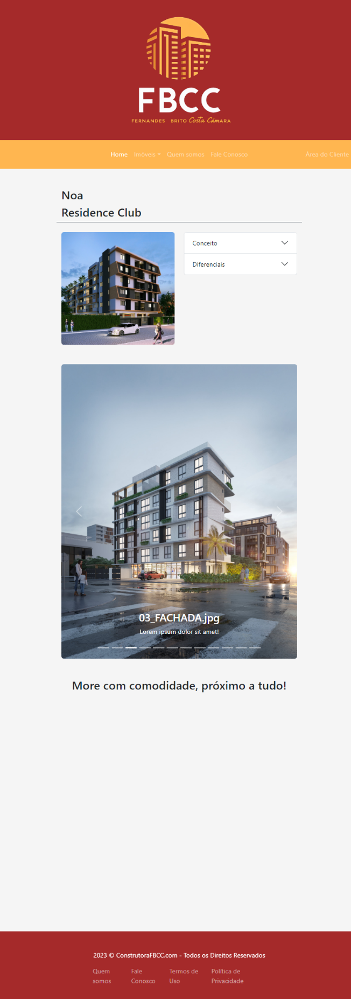 FBCC
FERNANDES BRITO Costa Câmara
Home Imóveis Quem somos Fale Conosco Área do Cliente
Noa
Residence Club
Conceito
Diferenciais
03_FACHADA.jpg
Lorem ipsum dolor sit amet!
More com comodidade, próximo a tudo!
2023 © ConstrutoraFBCC.com - Todos os Direitos Reservados
Quem somos
Fale Conosco
Termos de Uso
Política de Privacidade